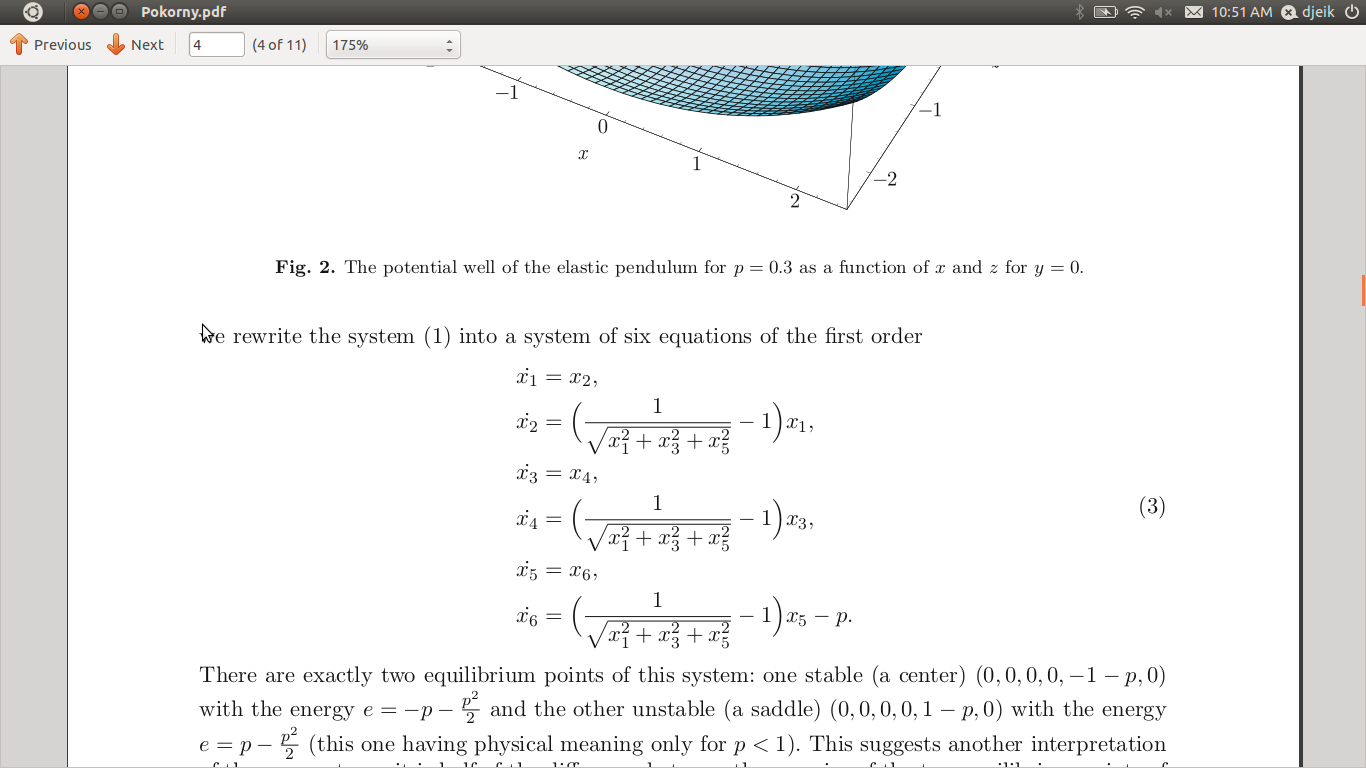 Pokorny.pdf
10:51 AM djeik
Previous Next 4 (4 of 11) 175%
−1
0
x
1
2
−1
−2
Fig. 2. The potential well of the elastic pendulum for p = 0.3 as a function of x and z for y = 0.
rewrite the system (1) into a system of six equations of the first order
ẋ₁ = x₂,
ẋ₂ = (1/√(x₁² + x₃² + x₅²) − 1)x₁,
ẋ₃ = x₄,
ẋ₄ = (1/√(x₁² + x₃² + x₅²) − 1)x₃,
(3)
ẋ₅ = x₆,
ẋ₆ = (1/√(x₁² + x₃² + x₅²) − 1)x₅ − p.
There are exactly two equilibrium points of this system: one stable (a center) (0, 0, 0, 0, −1 − p, 0)
with the energy e = −p − p²/2 and the other unstable (a saddle) (0, 0, 0, 0, 1 − p, 0) with the energy
e = p − p²/2 (this one having physical meaning only for p < 1). This suggests another interpretation